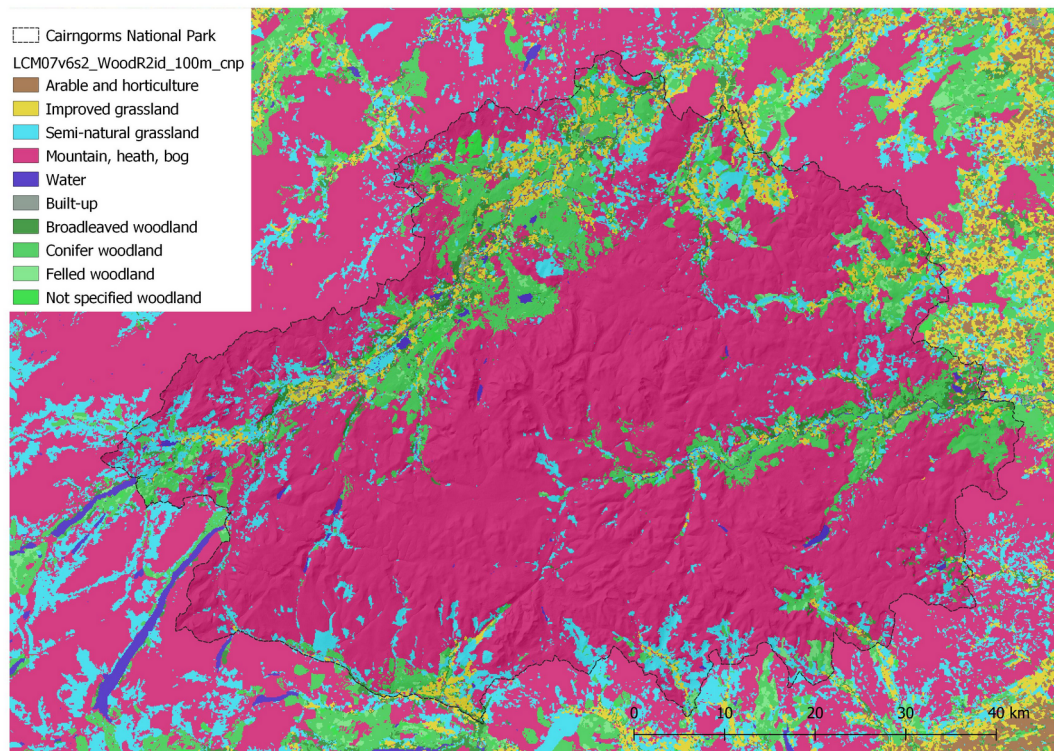 Cairngorms National Park
LCM07v6s2_WoodR2id_100m_cnp
Arable and horticulture
Improved grassland
Semi-natural grassland
Mountain, heath, bog
Water
Built-up
Broadleaved woodland
Conifer woodland
Felled woodland
Not specified woodland
0 10 20 30 40 km